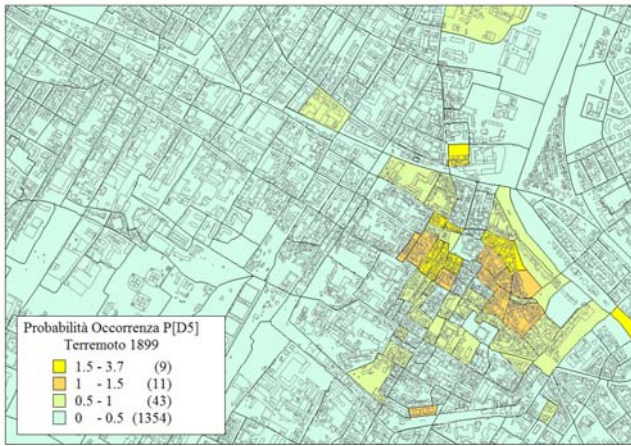 Probabilità Occorrenza P[D5]
Terremoto 1899
1.5 - 3.7 (9)
1 - 1.5 (11)
0.5 - 1 (43)
0 - 0.5 (1354)